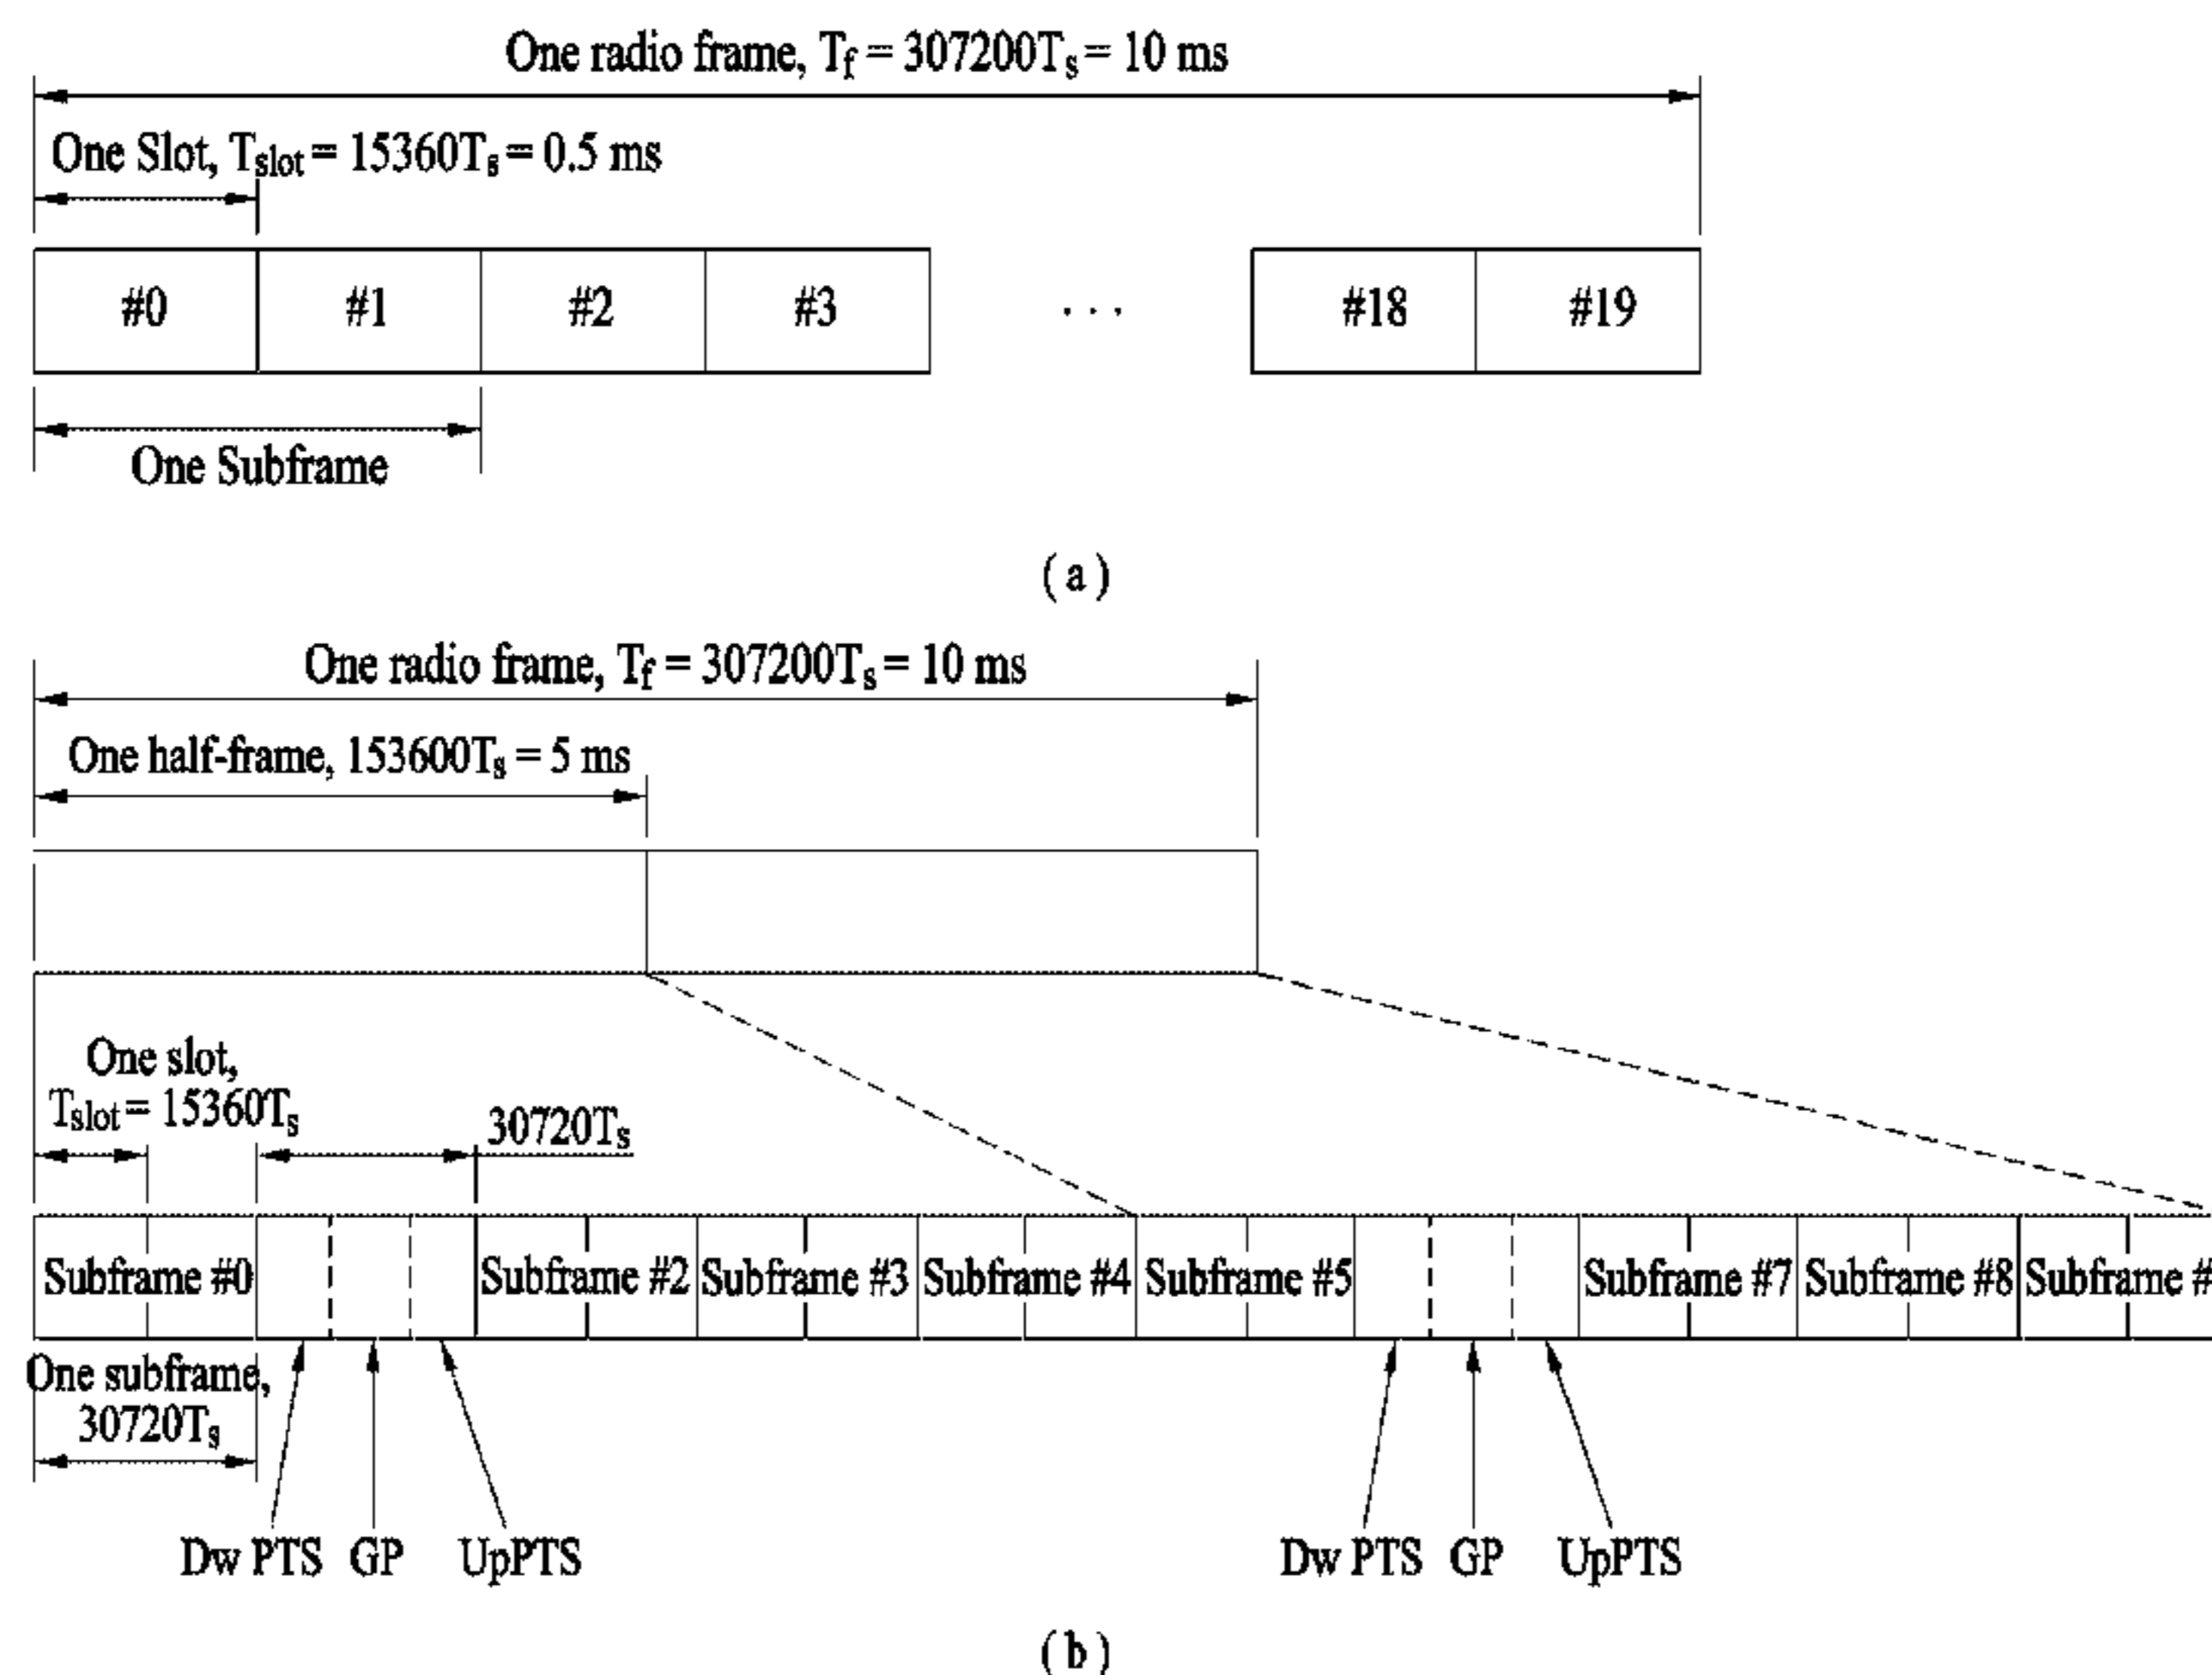 One radio frame, Tf = 307200Ts = 10 ms
One Slot, Tslot = 15360Ts = 0.5 ms
#0 #1 #2 #3 · · · #18 #19
One Subframe
( a )
One radio frame, Tf = 307200Ts = 10 ms
One half-frame, 153600Ts = 5 ms
One slot,
Tslot = 15360Ts
30720Ts
Subframe #0 Subframe #2 Subframe #3 Subframe #4 Subframe #5 Subframe #7 Subframe #8 Subframe #
One subframe,
30720Ts
Dw PTS GP UpPTS Dw PTS GP UpPTS
( b )